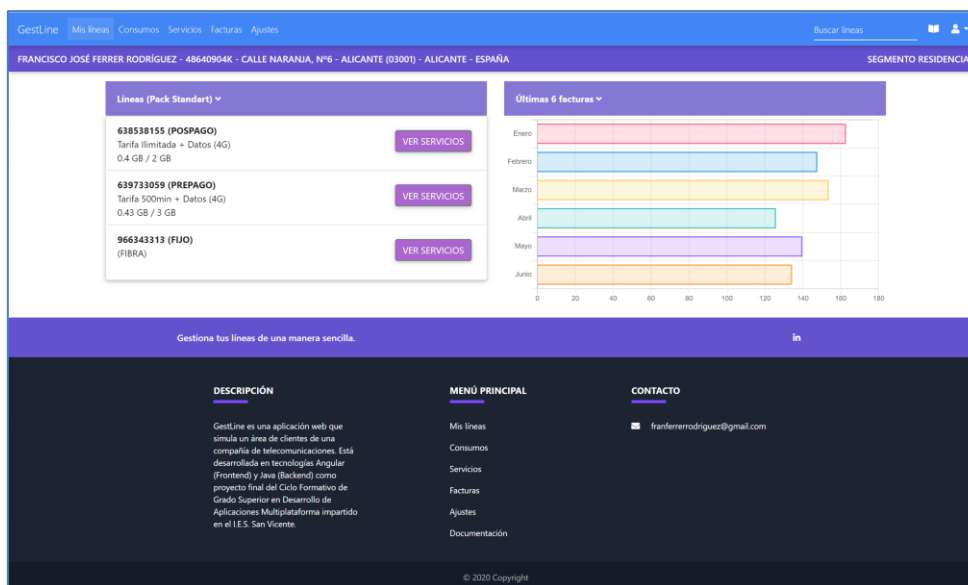 GestLine Mis líneas Consumos Servicios Facturas Ajustes Buscar líneas
FRANCISCO JOSÉ FERRER RODRÍGUEZ - 48640904K - CALLE NARANJA, Nº6 - ALICANTE (03001) - ALICANTE - ESPAÑA SEGMENTO RESIDENCIA
Líneas (Pack Standart)
638538155 (POSPAGO)
Tarifa Ilimitada + Datos (4G)
0.4 GB / 2 GB
VER SERVICIOS
639733059 (PREPAGO)
Tarifa 500min + Datos (4G)
0.43 GB / 3 GB
VER SERVICIOS
966343313 (FIJO)
(FIBRA)
VER SERVICIOS
Últimas 6 facturas
Enero
Febrero
Marzo
Abril
Mayo
Junio
0 20 40 60 80 100 120 140 160 180
Gestiona tus líneas de una manera sencilla.
in
DESCRIPCIÓN
GestLine es una aplicación web que
simula un área de clientes de una
compañía de telecomunicaciones. Está
desarrollada en tecnologías Angular
(Frontend) y Java (Backend) como
proyecto final del Ciclo Formativo de
Grado Superior en Desarrollo de
Aplicaciones Multiplataforma impartido
en el I.E.S. San Vicente.
MENÚ PRINCIPAL
Mis líneas
Consumos
Servicios
Facturas
Ajustes
Documentación
CONTACTO
franferrerrodriguez@gmail.com
© 2020 Copyright